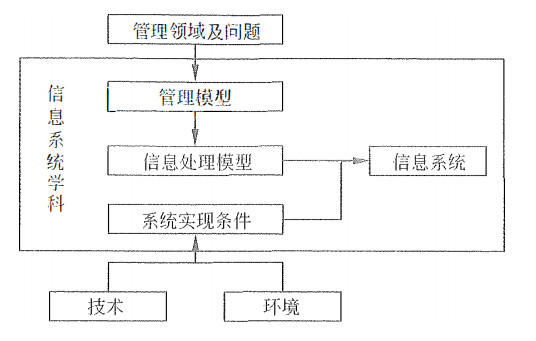 管理领域及问题
信息系统学科
管理模型
信息处理模型
信息系统
系统实现条件
技术
环境